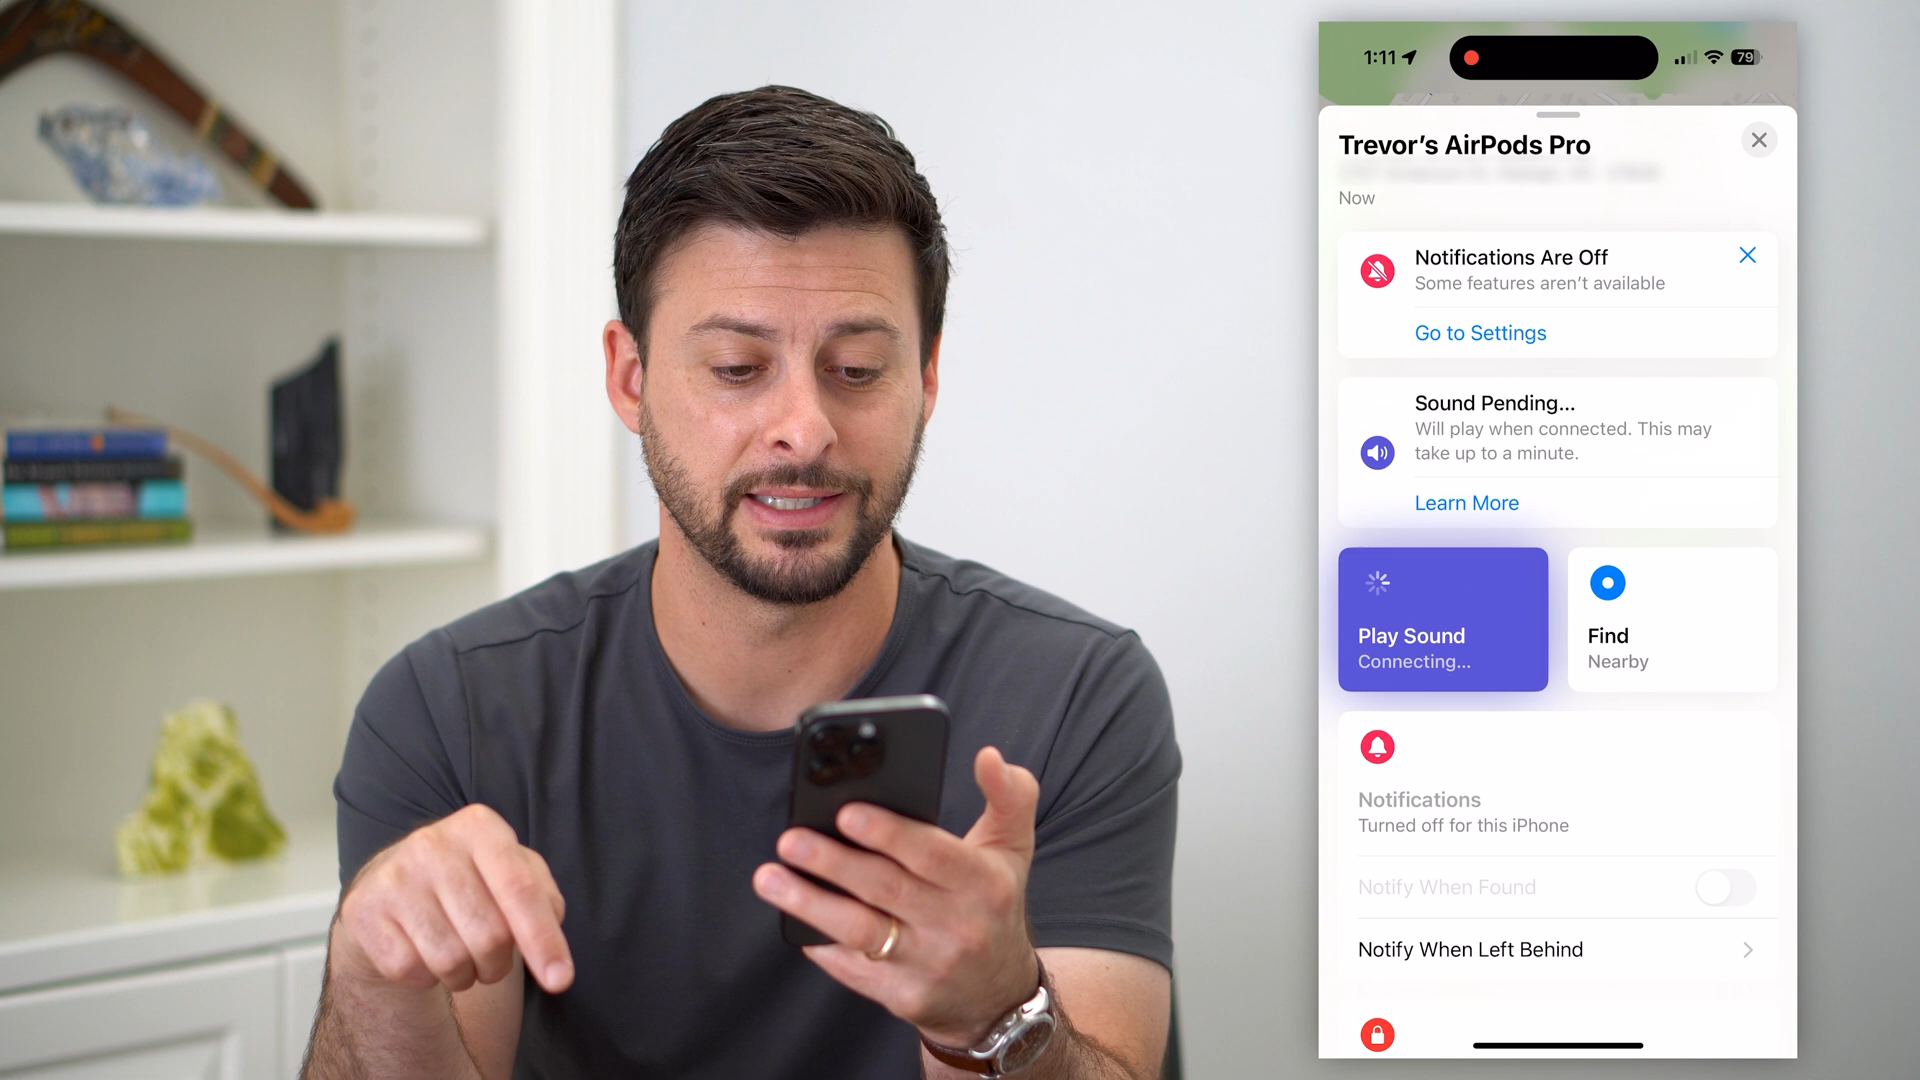 1:11
79
Trevor's AirPods Pro
Now
Notifications Are Off
Some features aren't available
Go to Settings
Sound Pending...
Will play when connected. This may
take up to a minute.
Learn More
Play Sound
Connecting...
Find
Nearby
Notifications
Turned off for this iPhone
Notify When Found
Notify When Left Behind